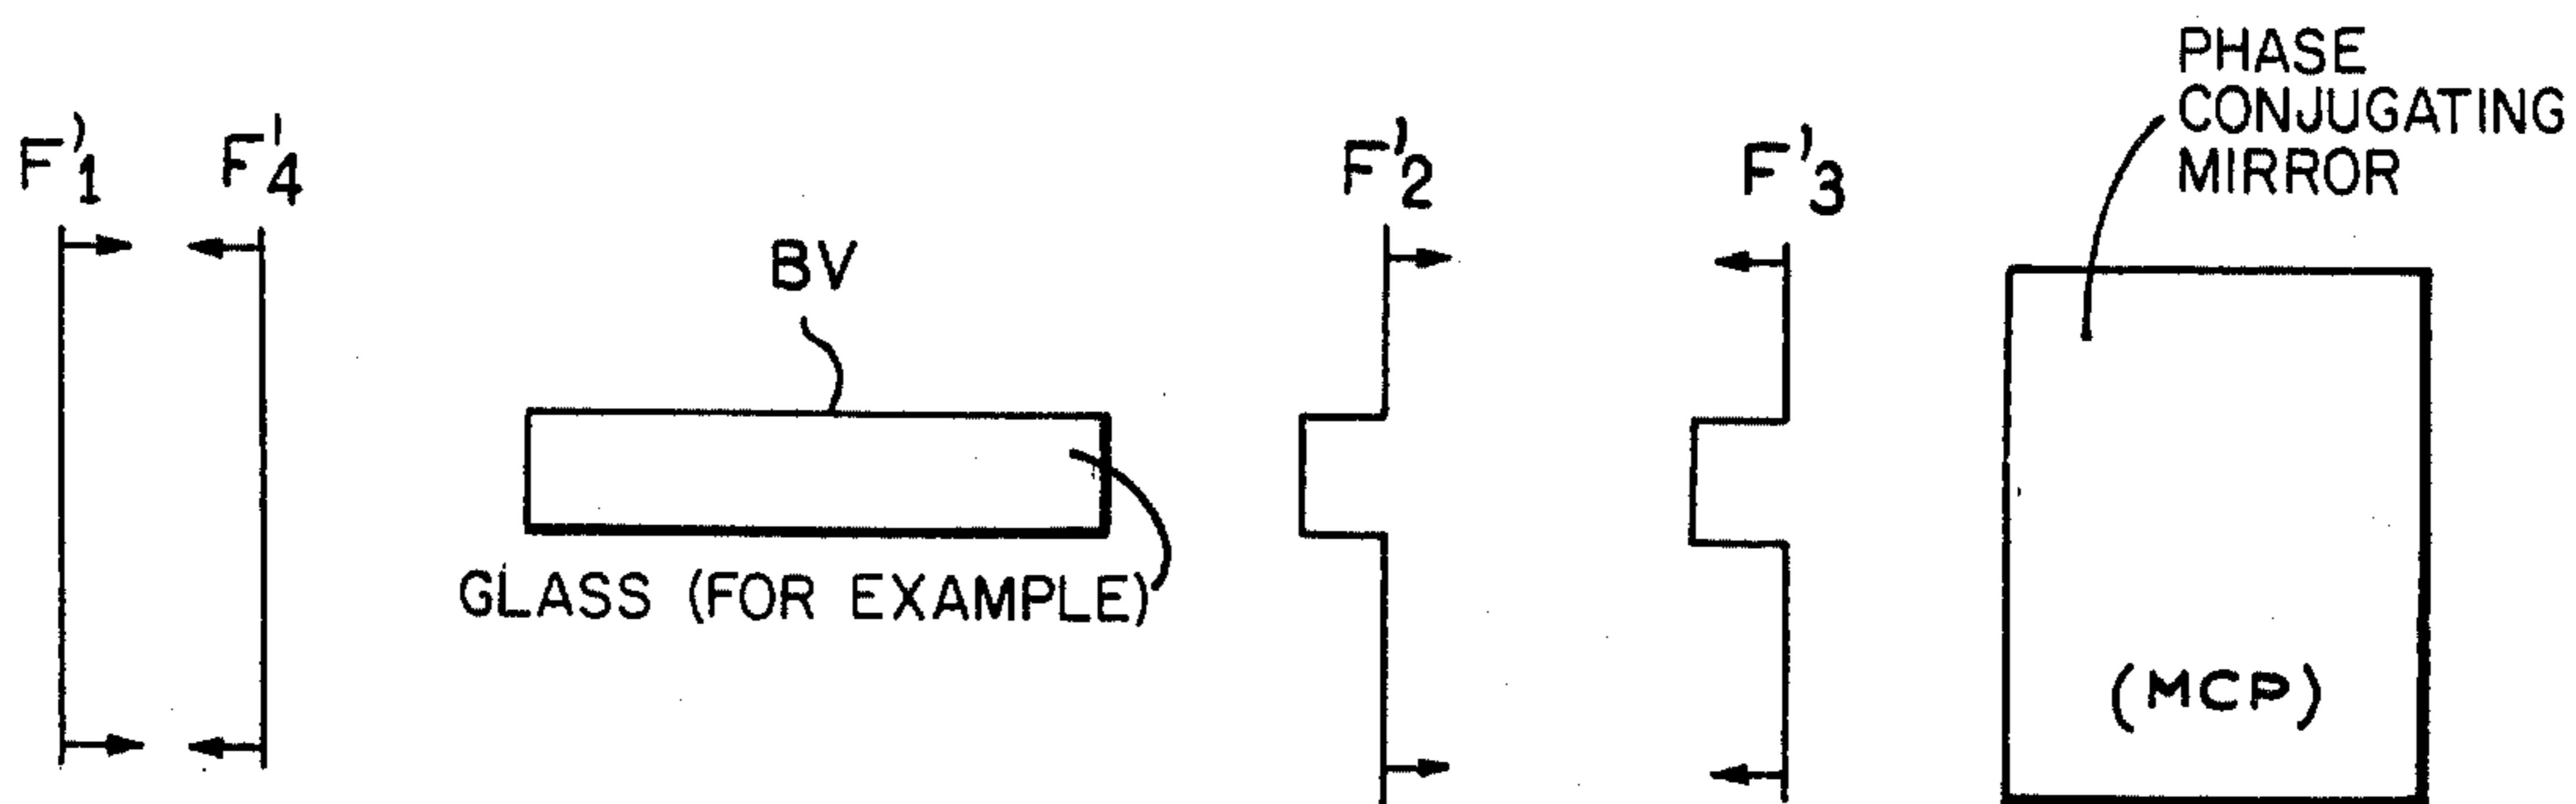 PHASE
CONJUGATING
MIRROR
F'1 F'4 F'2 F'3
BV
GLASS (FOR EXAMPLE)
(MCP)